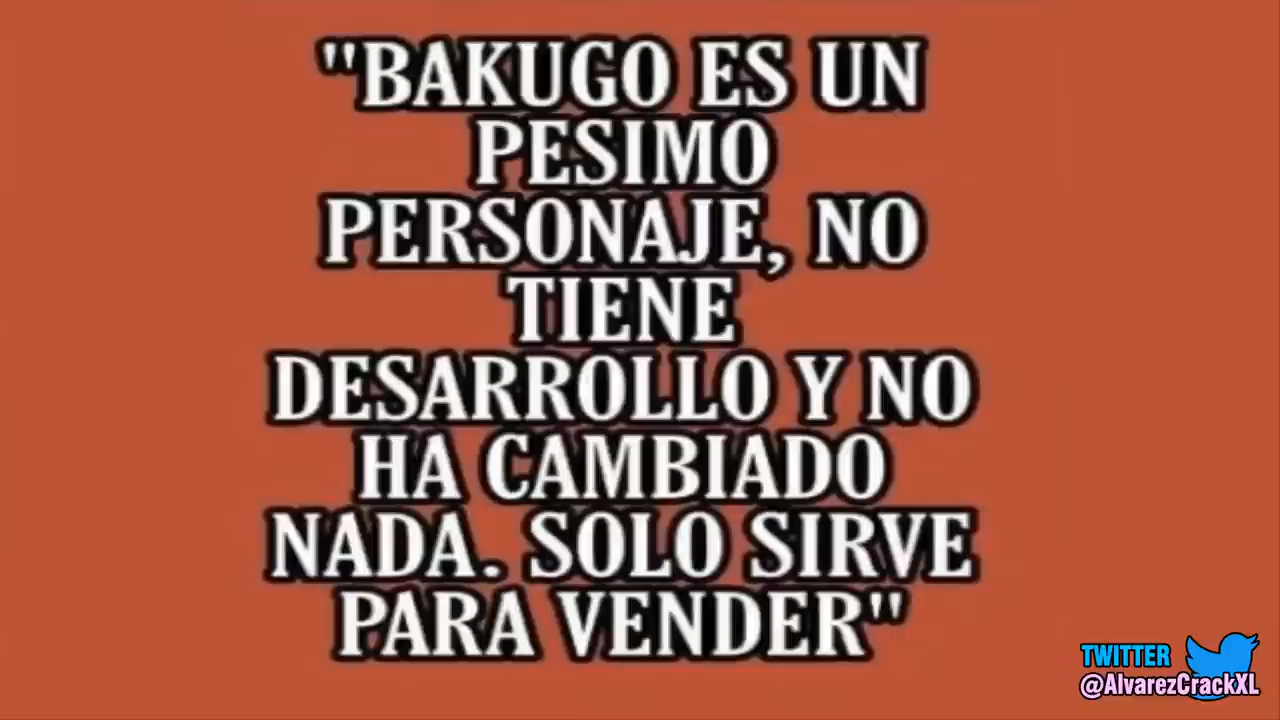 "BAKUGO ES UN
PESIMO
PERSONAJE, NO
TIENE
DESARROLLO Y NO
HA CAMBIADO
NADA. SOLO SIRVE
PARA VENDER"
TWITTER
@AlvarezCrackXL